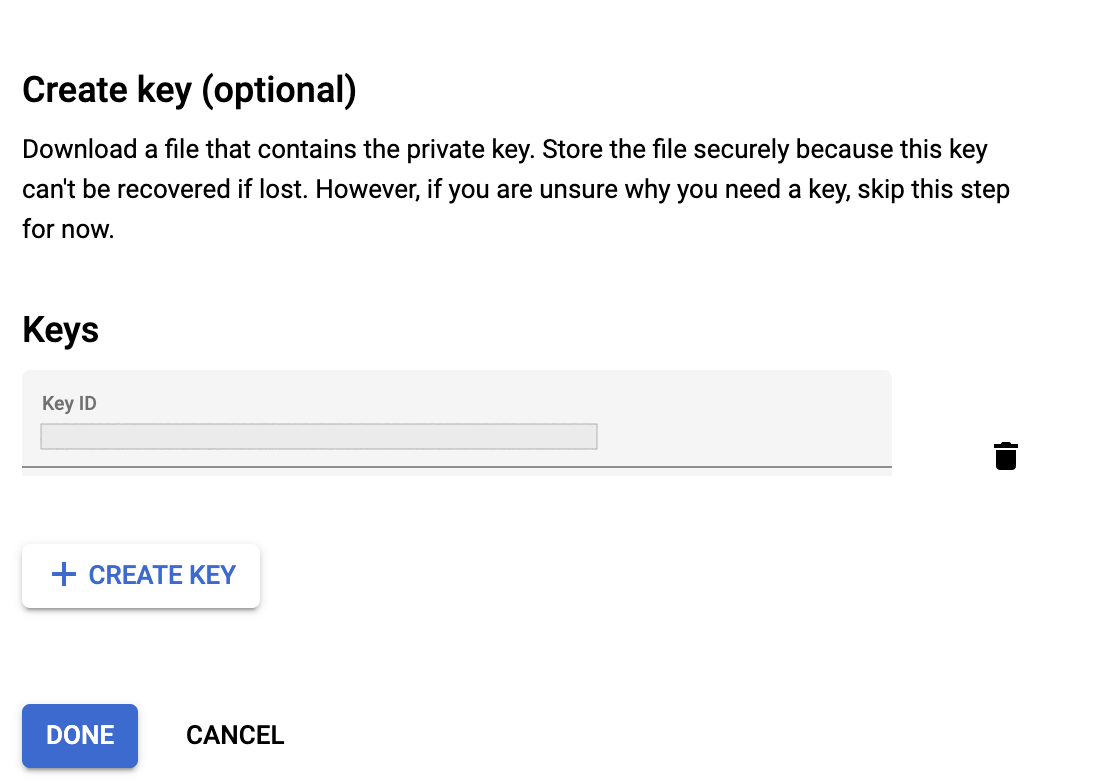 Create key (optional)
Download a file that contains the private key. Store the file securely because this key
can't be recovered if lost. However, if you are unsure why you need a key, skip this step
for now.
Keys
Key ID
CREATE KEY
DONE
CANCEL